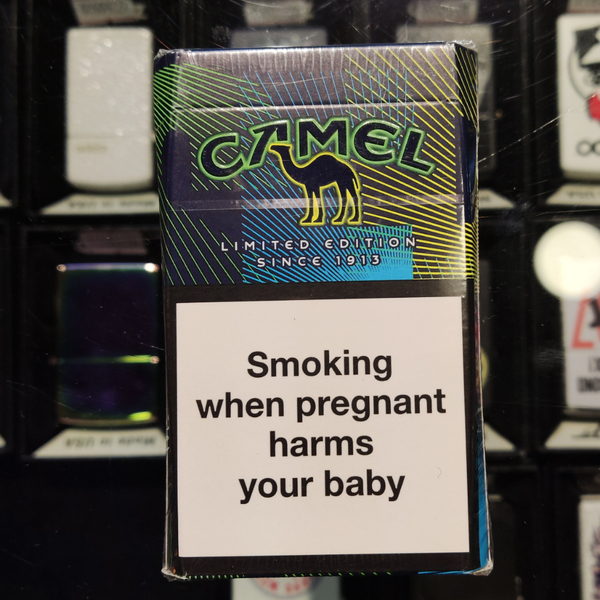 CAMEL
LIMITED EDITION
SINCE 1913
Smoking
when pregnant
harms
your baby